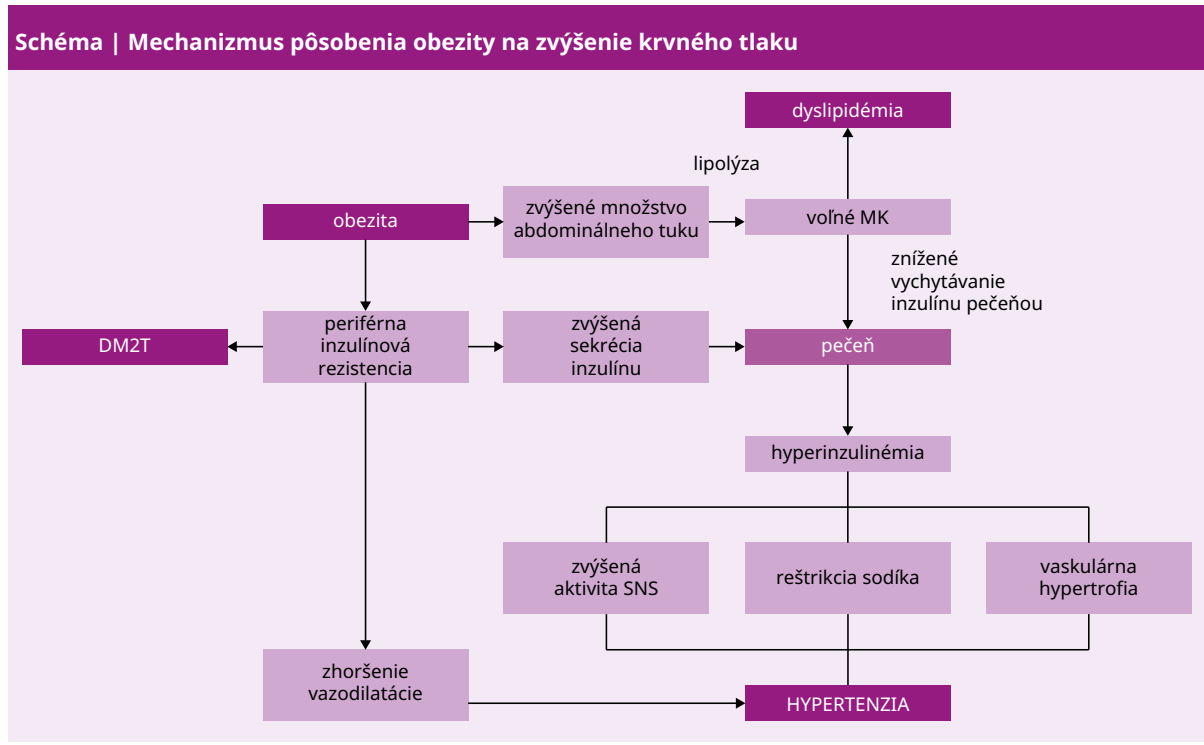 Schéma | Mechanizmus pôsobenia obezity na zvýšenie krvného tlaku
dyslipidémia
lipolýza
obezita
zvýšené množstvo
abdominálneho tuku
voľné MK
znížené
vychytávanie
inzulínu pečeňou
DM2T
periférna
inzulínová
rezistencia
zvýšená
sekrécia
inzulínu
pečeň
hyperinzulinémia
zvýšená
aktivita SNS
reštrikcia sodíka
vaskulárna
hypertrofia
zhoršenie
vazodilatácie
HYPERTENZIA